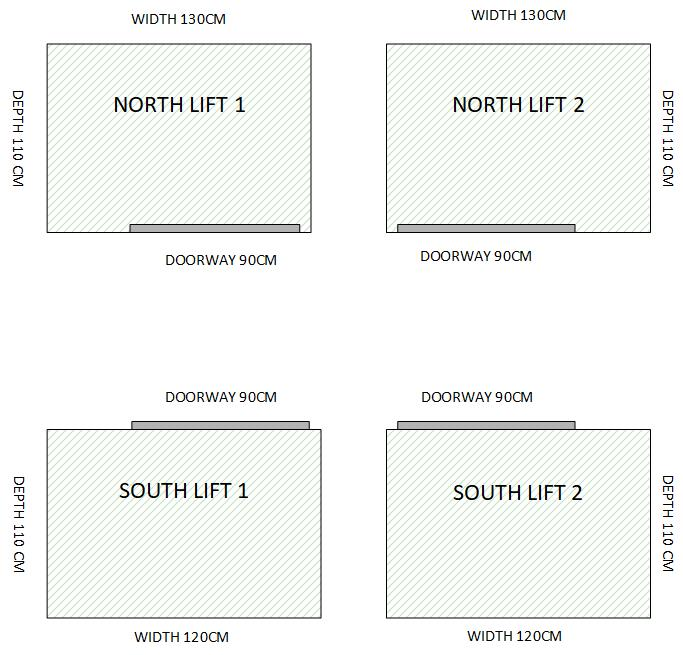 WIDTH 130CM
WIDTH 130CM
DEPTH 110 CM
NORTH LIFT 1
NORTH LIFT 2
DEPTH 110 CM
DOORWAY 90CM
DOORWAY 90CM
DOORWAY 90CM
DOORWAY 90CM
DEPTH 110 CM
SOUTH LIFT 1
SOUTH LIFT 2
DEPTH 110 CM
WIDTH 120CM
WIDTH 120CM